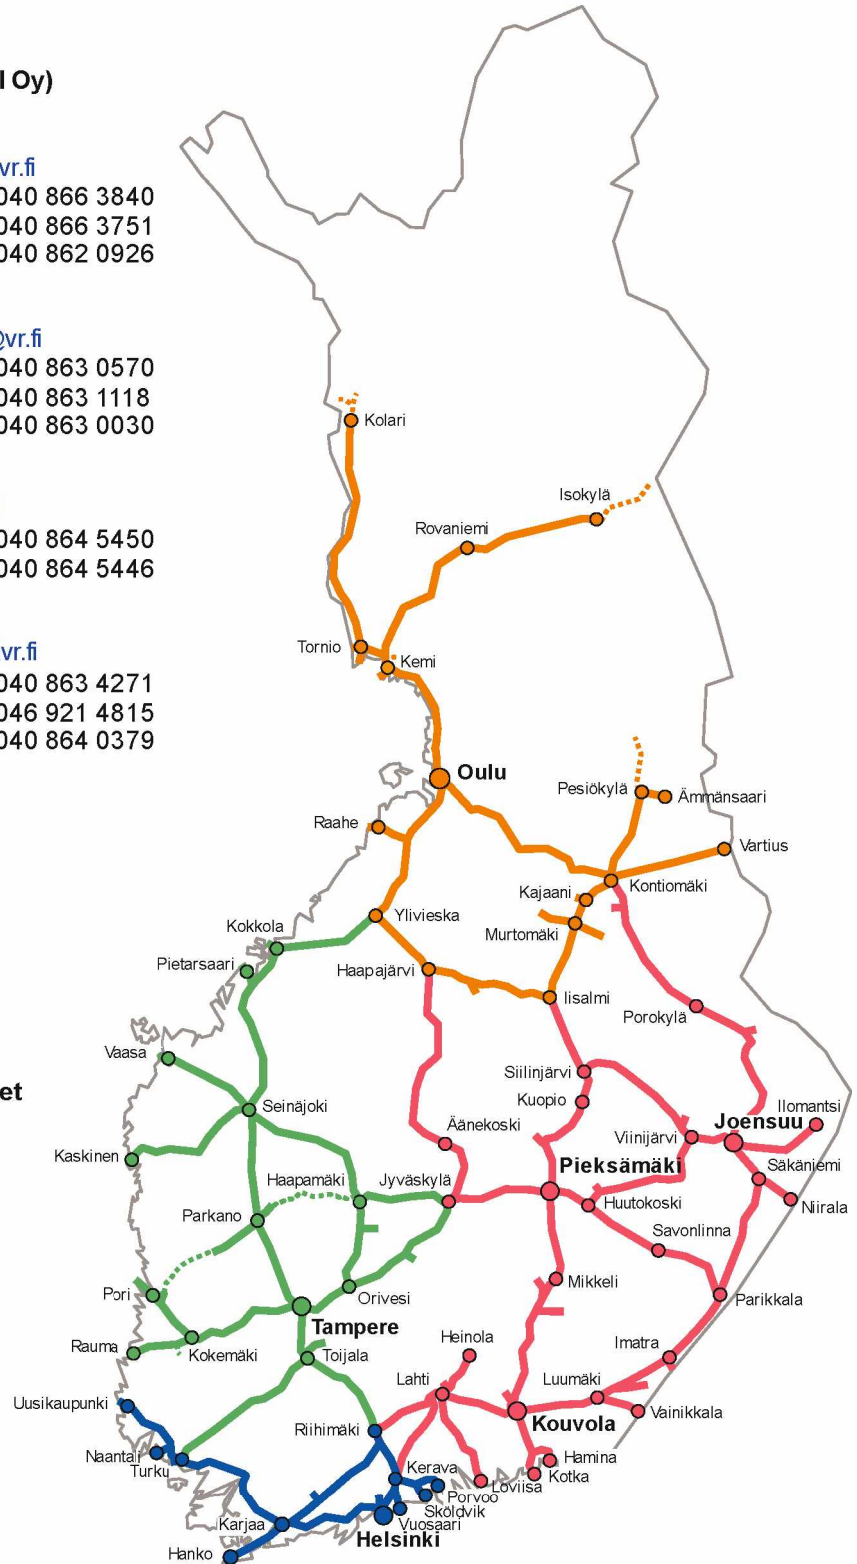 l Oy)
vr.fi
040 866 3840
040 866 3751
040 862 0926
@vr.fi
040 863 0570
040 863 1118
040 863 0030
040 864 5450
040 864 5446
vr.fi
040 863 4271
046 921 4815
040 864 0379
et
Kolari
Isokylä
Rovaniemi
Tornio
Kemi
Oulu
Pesiökylä
Ämmänsaari
Raahe
Vartius
Kontiomäki
Kajaani
Ylivieska
Murtomäki
Kokkola
Pietarsaari
Haapajärvi
Iisalmi
Porokylä
Vaasa
Siilinjärvi
Kuopio
Seinäjoki
Äänekoski
Viinijärvi
Joensuu
Ilomantsi
Kaskinen
Pieksämäki
Säkäniemi
Haapamäki
Jyväskylä
Huutokoski
Niirala
Parkano
Savonlinna
Mikkeli
Pori
Orivesi
Parikkala
Tampere
Rauma
Kokemäki
Toijala
Heinola
Imatra
Lahti
Luumäki
Uusikaupunki
Vainikkala
Riihimäki
Kouvola
Naantali
Turku
Kerava
Hamina
Kotka
Loviisa
Porvoo
Sköldvik
Vuosaari
Karjaa
Helsinki
Hanko